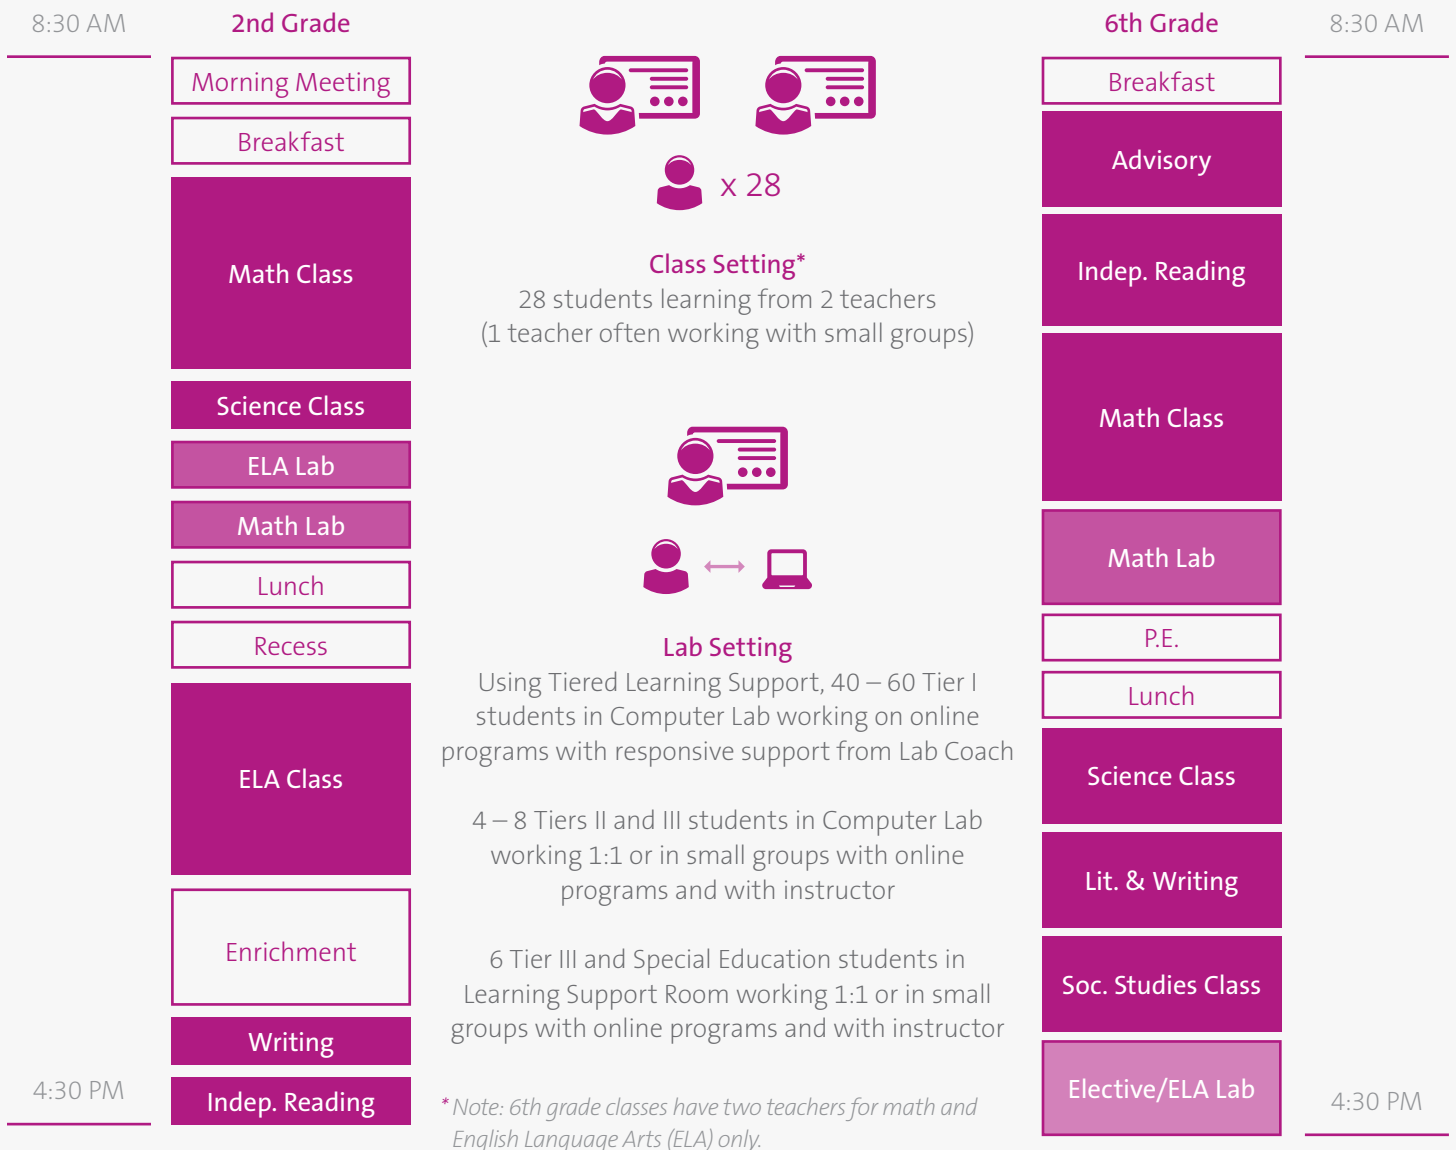 8:30 AM
2nd Grade
Morning Meeting
Breakfast
Math Class
Science Class
ELA Lab
Math Lab
Lunch
Recess
ELA Class
Enrichment
Writing
Indep. Reading
4:30 PM
x 28
Class Setting*
28 students learning from 2 teachers
(1 teacher often working with small groups)
Lab Setting
Using Tiered Learning Support, 40 – 60 Tier I
students in Computer Lab working on online
programs with responsive support from Lab Coach
4 – 8 Tiers II and III students in Computer Lab
working 1:1 or in small groups with online
programs and with instructor
6 Tier III and Special Education students in
Learning Support Room working 1:1 or in small
groups with online programs and with instructor
* Note: 6th grade classes have two teachers for math and
English Language Arts (ELA) only.
6th Grade
8:30 AM
Breakfast
Advisory
Indep. Reading
Math Class
Math Lab
P.E.
Lunch
Science Class
Lit. & Writing
Soc. Studies Class
Elective/ELA Lab
4:30 PM